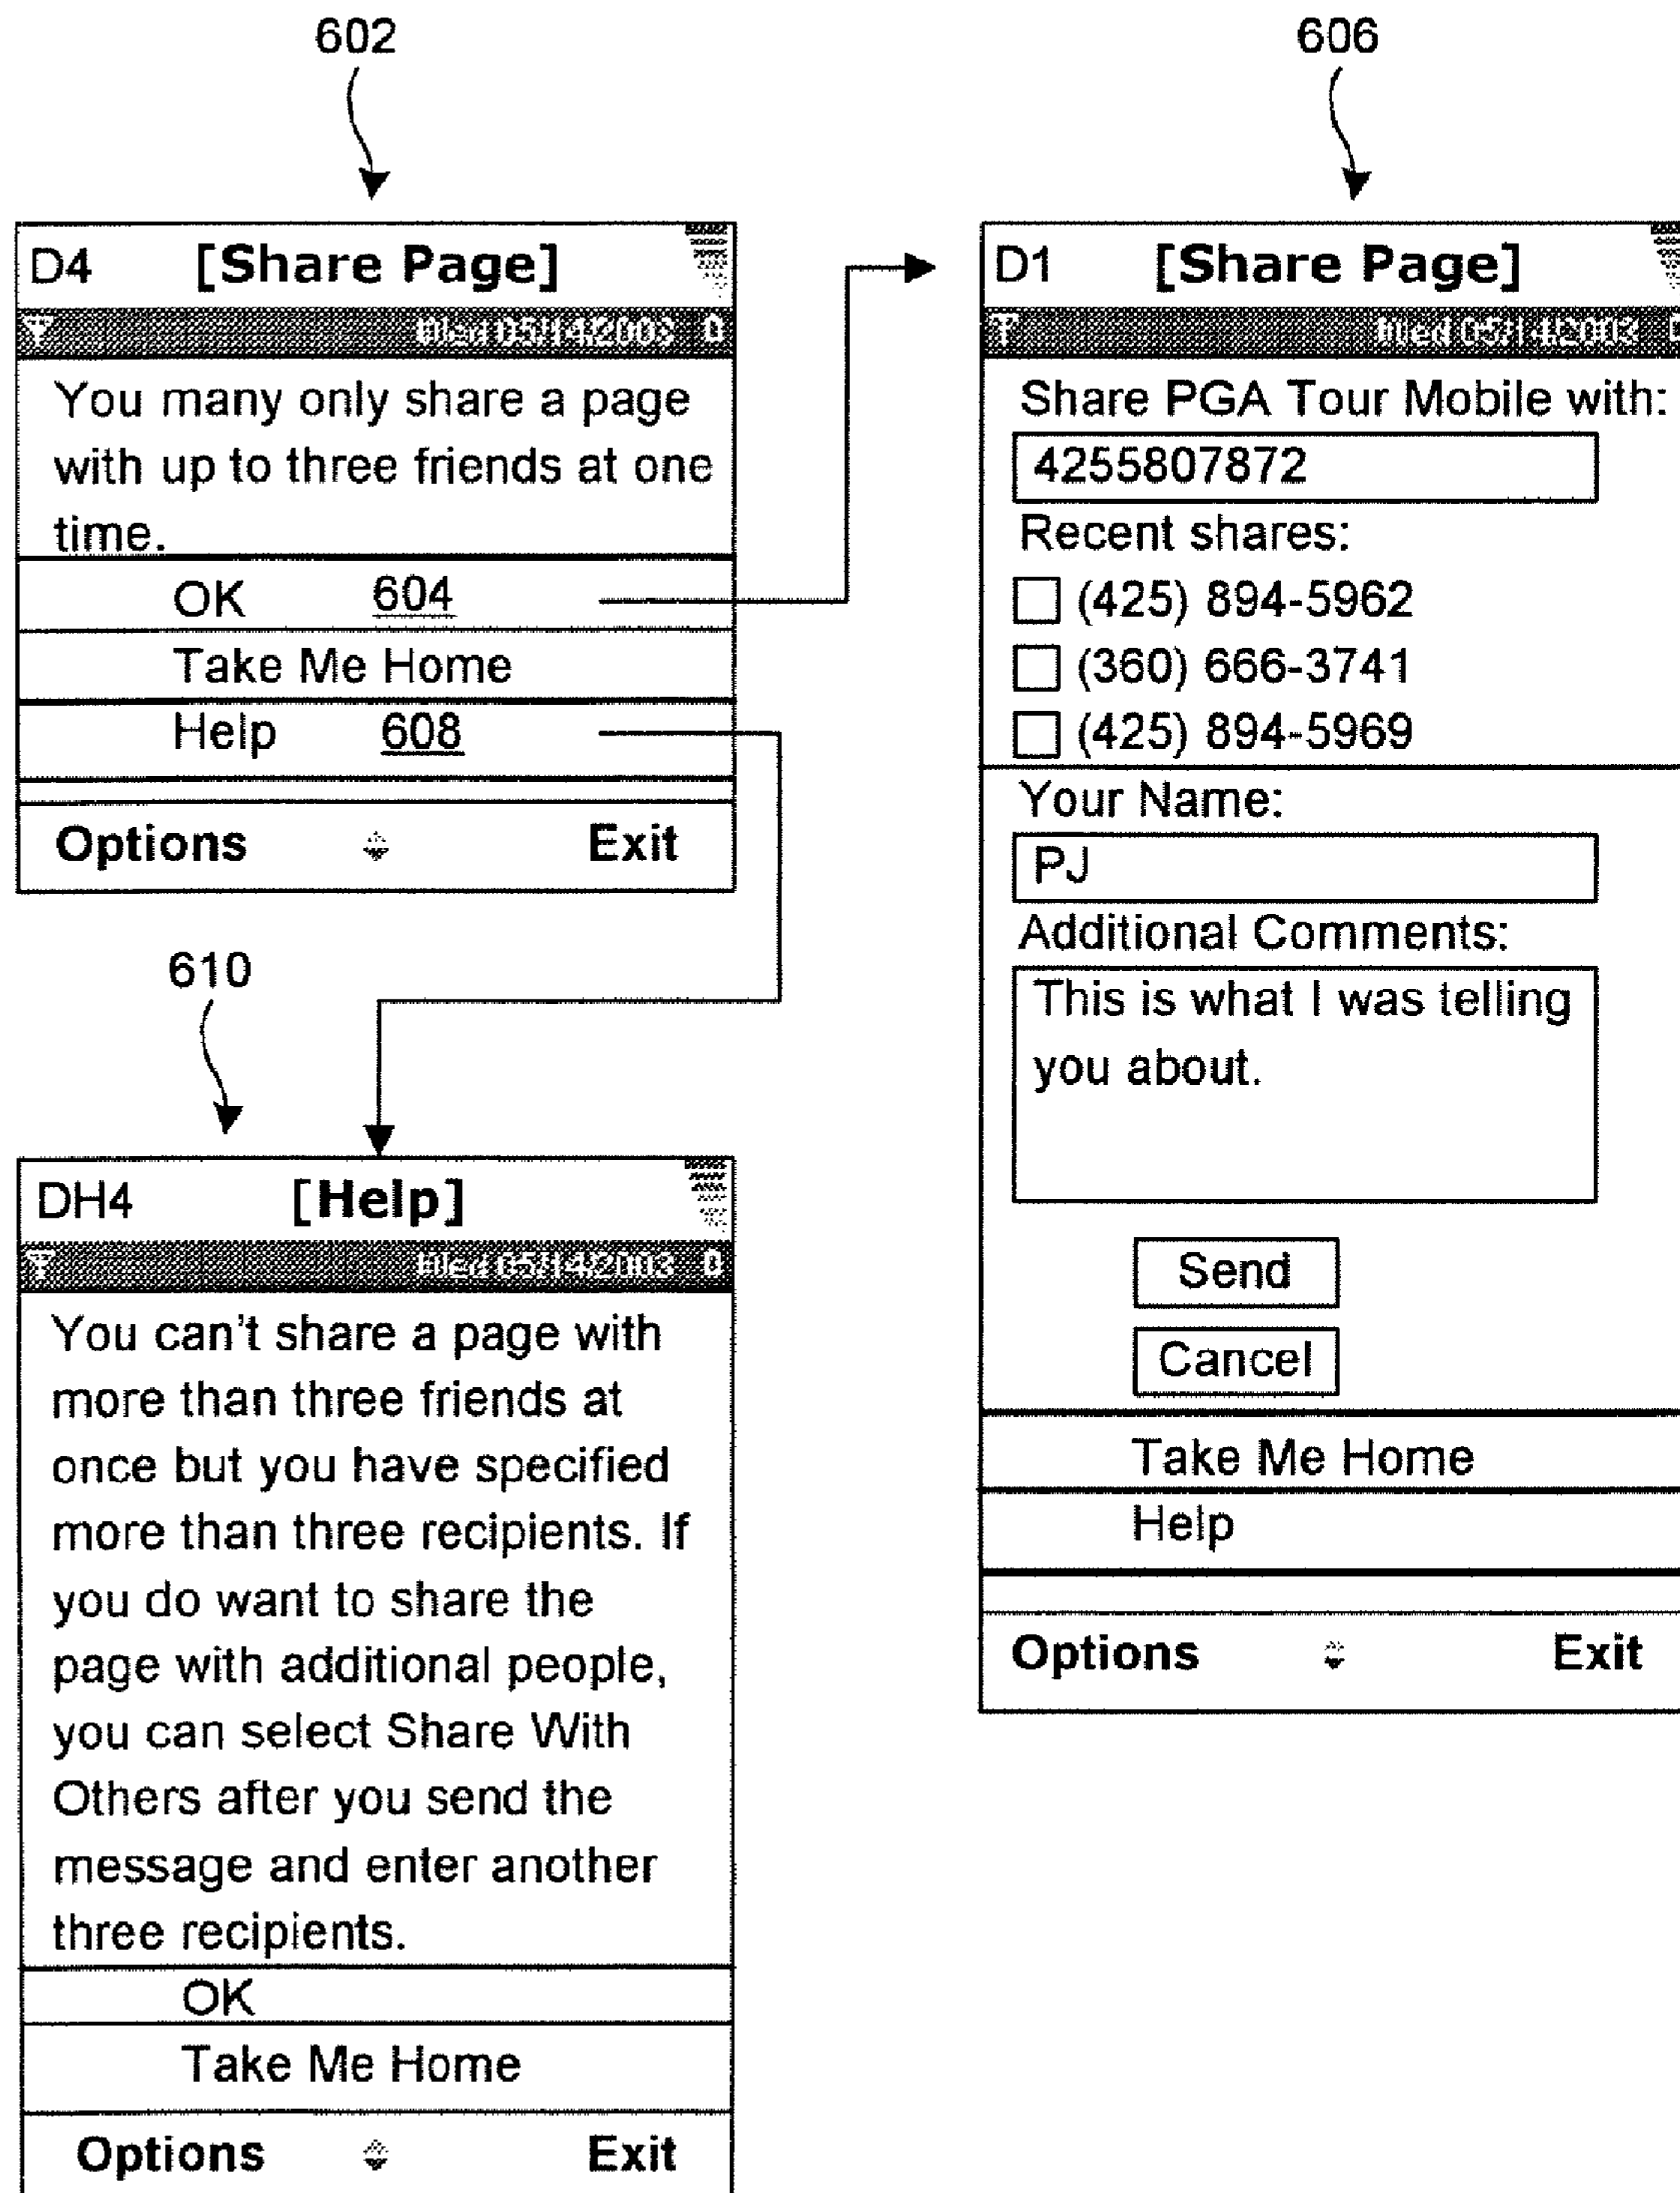 602
D4 [Share Page]
You many only share a page
with up to three friends at one
time.
OK 604
Take Me Home
Help 608
Options Exit
606
D1 [Share Page]
Share PGA Tour Mobile with:
4255807872
Recent shares:
(425) 894-5962
(360) 666-3741
(425) 894-5969
Your Name:
PJ
Additional Comments:
This is what I was telling
you about.
Send
Cancel
Take Me Home
Help
Options Exit
610
DH4 [Help]
You can't share a page with
more than three friends at
once but you have specified
more than three recipients. If
you do want to share the
page with additional people,
you can select Share With
Others after you send the
message and enter another
three recipients.
OK
Take Me Home
Options Exit